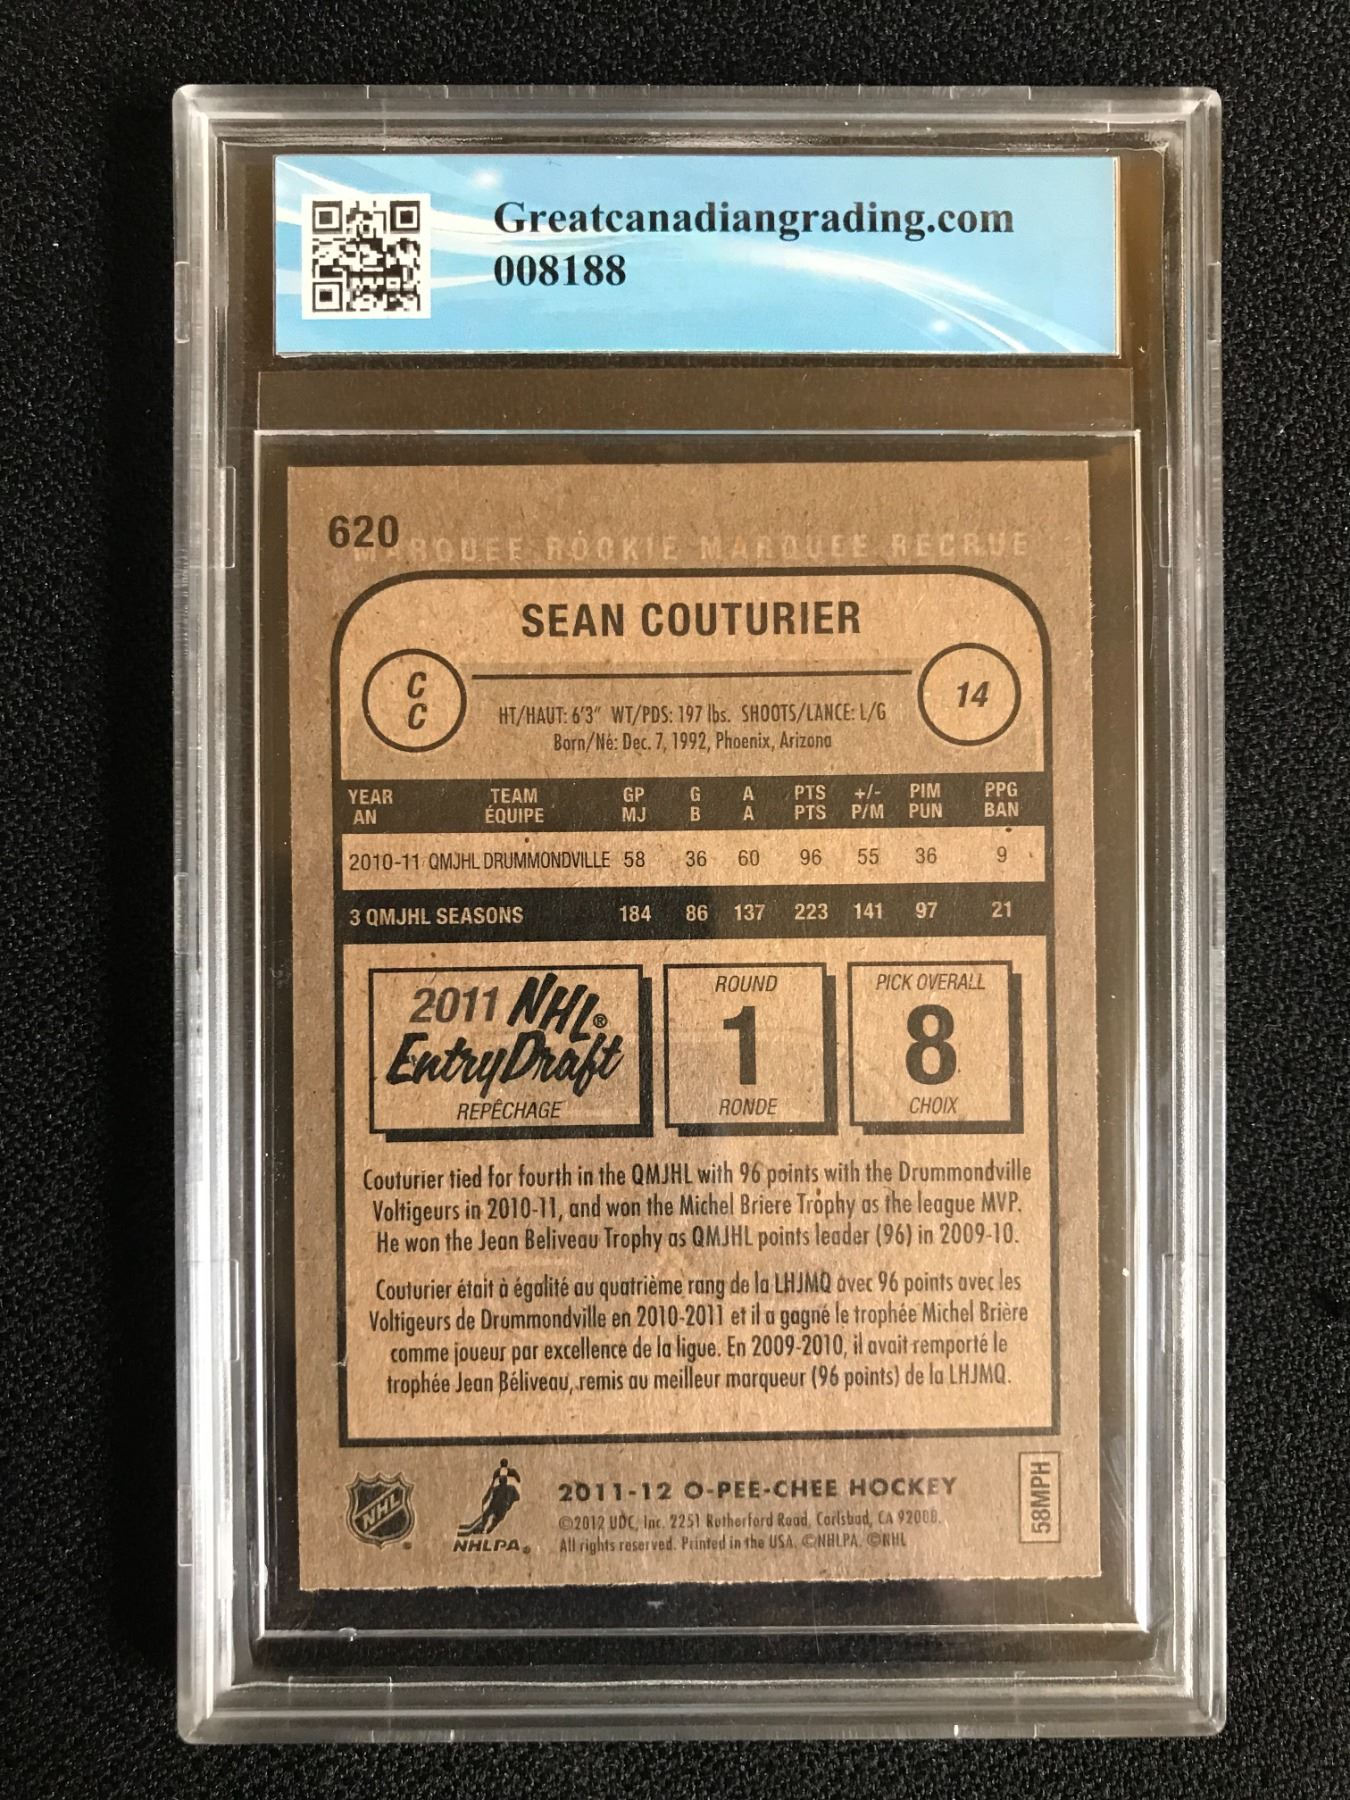 Greatcanadiangrading.com
008188
620
MARQUEE ROOKIE MARQUEE RECRUE
SEAN COUTURIER
C
C
14
HT/HAUT: 6'3" WT/PDS: 197 lbs. SHOOTS/LANCE: L/G
Born/Né: Dec. 7, 1992, Phoenix, Arizona
YEAR TEAM GP G A PTS +/- PIM PPG
AN ÉQUIPE MJ B A PTS P/M PUN BAN
2010-11 QMJHL DRUMMONDVILLE 58 36 60 96 55 36 9
3 QMJHL SEASONS 184 86 137 223 141 97 21
2011 NHL®
Entry Draft
REPÊCHAGE
ROUND
1
RONDE
PICK OVERALL
8
CHOIX
Couturier tied for fourth in the QMJHL with 96 points with the Drummondville
Voltigeurs in 2010-11, and won the Michel Briere Trophy as the league MVP.
He won the Jean Beliveau Trophy as QMJHL points leader (96) in 2009-10.
Couturier était à égalité au quatrième rang de la LHJMQ avec 96 points avec les
Voltigeurs de Drummondville en 2010-2011 et il a gagné le trophée Michel Brière
comme joueur par excellence de la ligue. En 2009-2010, il avait remporté le
trophée Jean Béliveau, remis au meilleur marqueur (96 points) de la LHJMQ.
NHL
NHLPA
2011-12 O-PEE-CHEE HOCKEY
©2012 UDC, Inc. 2251 Rutherford Road, Carlsbad, CA 92008.
All rights reserved. Printed in the USA. ©NHLPA. ©NHL
58MPH